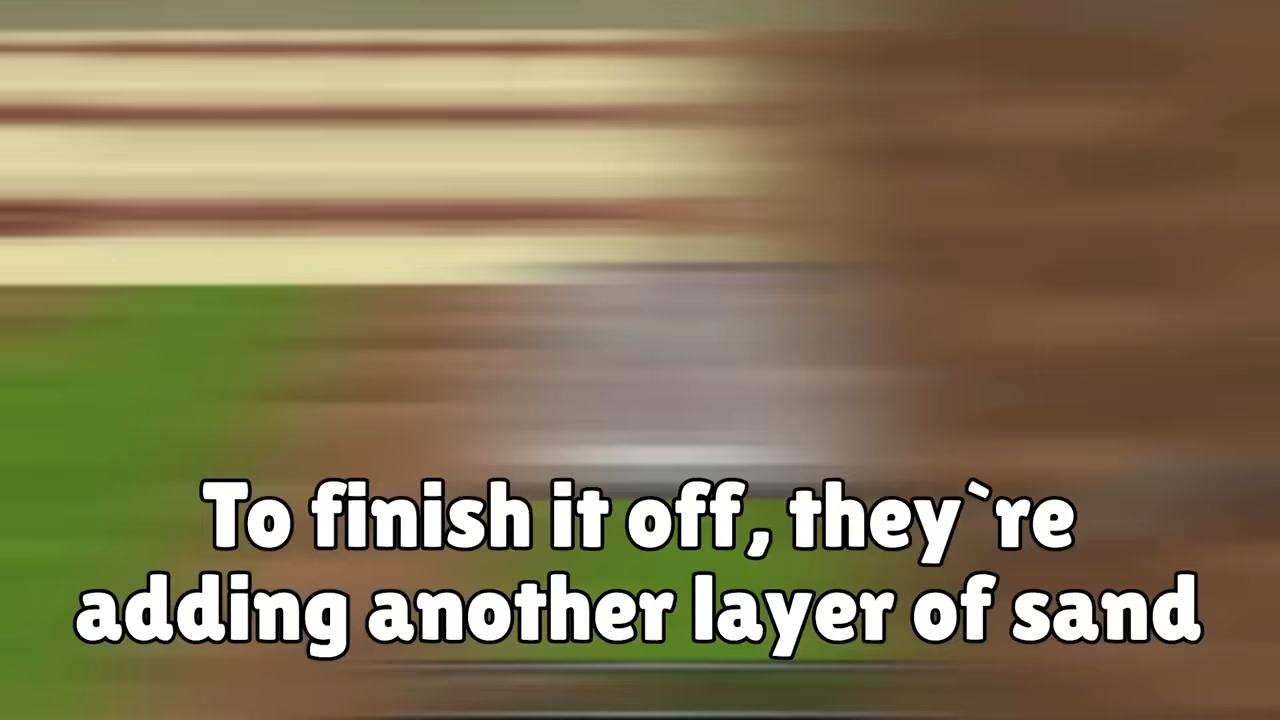 To finish it off, they`re
adding another layer of sand